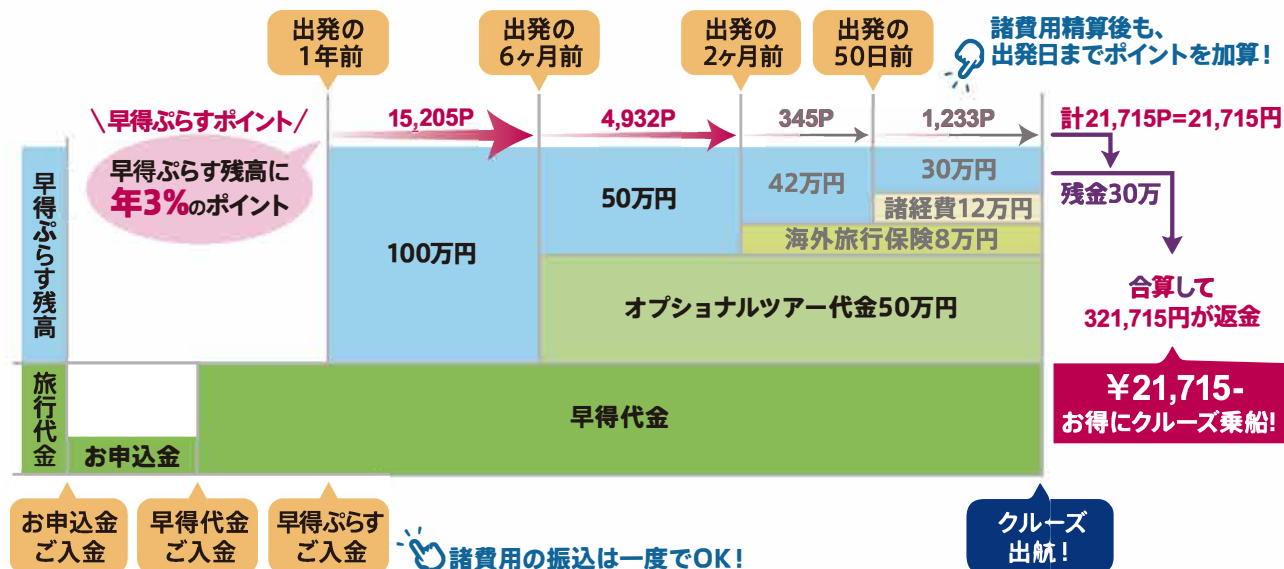 出発の
1年前
出発の
6ヶ月前
出発の
2ヶ月前
出発の
50日前
諸費用精算後も、
出発日までポイントを加算！
早得ぷらすポイント
早得ぷらす残高に
年3%のポイント
15,205P
4,932P
345P
1,233P
計21,715P=21,715円
早得ぷらす残高
100万円
50万円
42万円
30万円
諸経費12万円
海外旅行保険8万円
オプショナルツアー代金50万円
残金30万
合算して
321,715円が返金
¥21,715-
お得にクルーズ乗船！
旅行代金
お申込金
早得代金
お申込金
ご入金
早得代金
ご入金
早得ぷらす
ご入金
諸費用の振込は一度でOK！
クルーズ
出航！